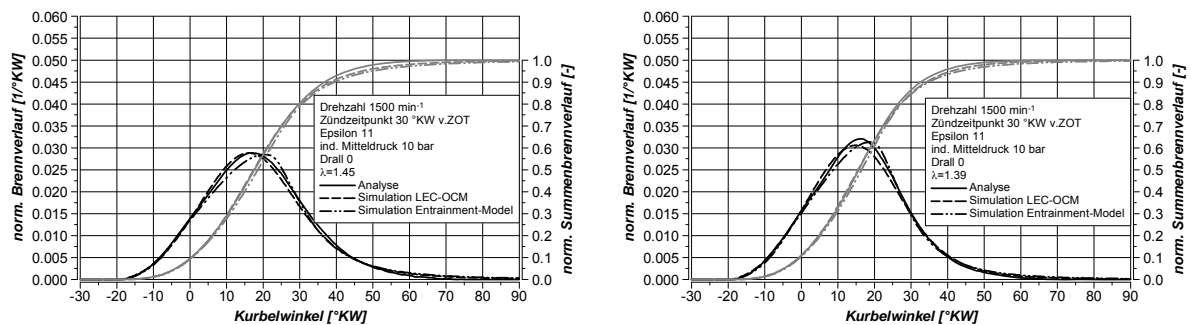 norm. Brennverlauf [1/°KW]
0.060
0.055
0.050
0.045
0.040
0.035
0.030
0.025
0.020
0.015
0.010
0.005
0.000
Drehzahl 1500 min-1
Zündzeitpunkt 30 °KW v.ZOT
Epsilon 11
ind. Mitteldruck 10 bar
Drall 0
λ=1.45
Analyse
Simulation LEC-OCM
Simulation Entrainment-Model
1.0
0.9
0.8
0.7
0.6
0.5
0.4
0.3
0.2
0.1
0.0
norm. Summenbrennverlauf [-]
-30 -20 -10 0 10 20 30 40 50 60 70 80 90
Kurbelwinkel [°KW]
norm. Brennverlauf [1/°KW]
0.060
0.055
0.050
0.045
0.040
0.035
0.030
0.025
0.020
0.015
0.010
0.005
0.000
Drehzahl 1500 min-1
Zündzeitpunkt 30 °KW v.ZOT
Epsilon 11
ind. Mitteldruck 10 bar
Drall 0
λ=1.39
Analyse
Simulation LEC-OCM
Simulation Entrainment-Model
1.0
0.9
0.8
0.7
0.6
0.5
0.4
0.3
0.2
0.1
0.0
norm. Summenbrennverlauf [-]
-30 -20 -10 0 10 20 30 40 50 60 70 80 90
Kurbelwinkel [°KW]